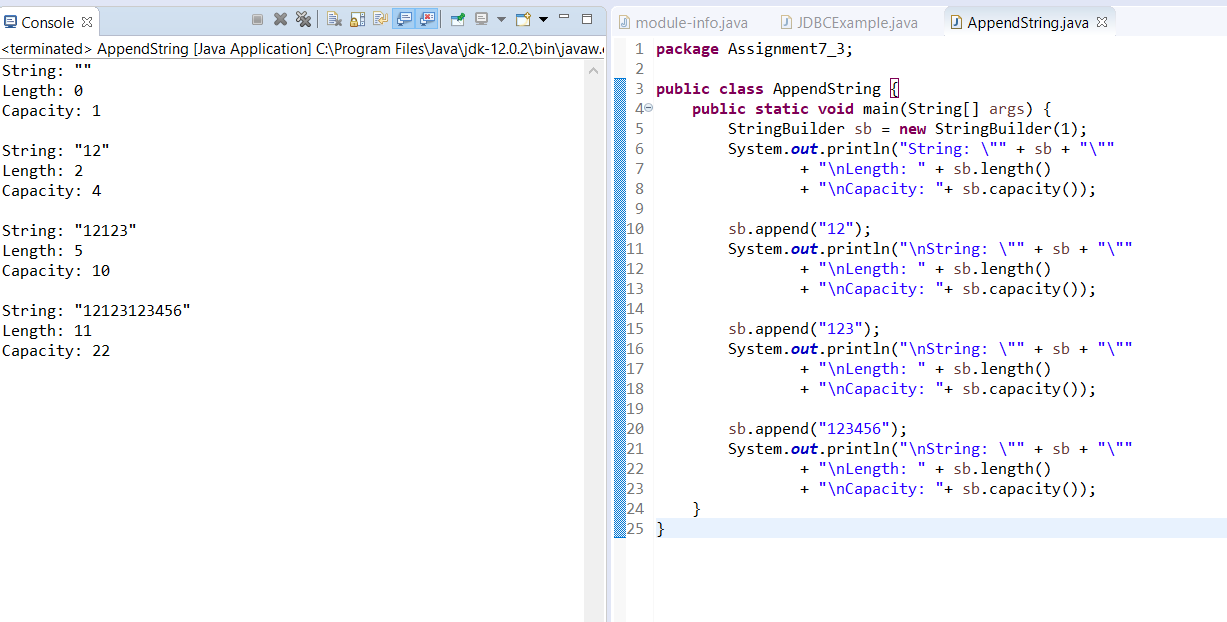 Console
<terminated> AppendString [Java Application] C:\Program Files\Java\jdk-12.0.2\bin\javaw.e
String: ""
Length: 0
Capacity: 1

String: "12"
Length: 2
Capacity: 4

String: "12123"
Length: 5
Capacity: 10

String: "12123123456"
Length: 11
Capacity: 22

module-info.java JDBCExample.java AppendString.java
1 package Assignment7_3;
2
3 public class AppendString {
4     public static void main(String[] args) {
5         StringBuilder sb = new StringBuilder(1);
6         System.out.println("String: \"" + sb + "\""
7                 + "\nLength: " + sb.length()
8                 + "\nCapacity: "+ sb.capacity());
9
10         sb.append("12");
11         System.out.println("\nString: \"" + sb + "\""
12                 + "\nLength: " + sb.length()
13                 + "\nCapacity: "+ sb.capacity());
14
15         sb.append("123");
16         System.out.println("\nString: \"" + sb + "\""
17                 + "\nLength: " + sb.length()
18                 + "\nCapacity: "+ sb.capacity());
19
20         sb.append("123456");
21         System.out.println("\nString: \"" + sb + "\""
22                 + "\nLength: " + sb.length()
23                 + "\nCapacity: "+ sb.capacity());
24     }
25 }